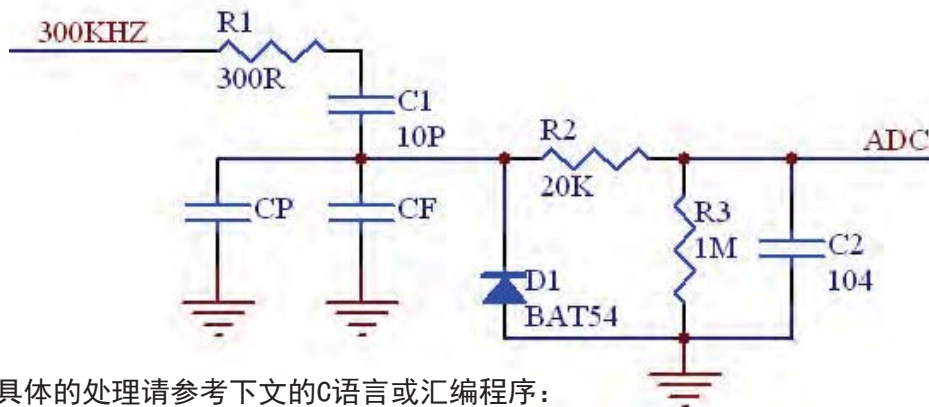 300KHZ
R1
300R
C1
10P
R2
20K
ADC
CP
CF
R3
1M
C2
104
D1
BAT54
具体的处理请参考下文的C语言或汇编程序：